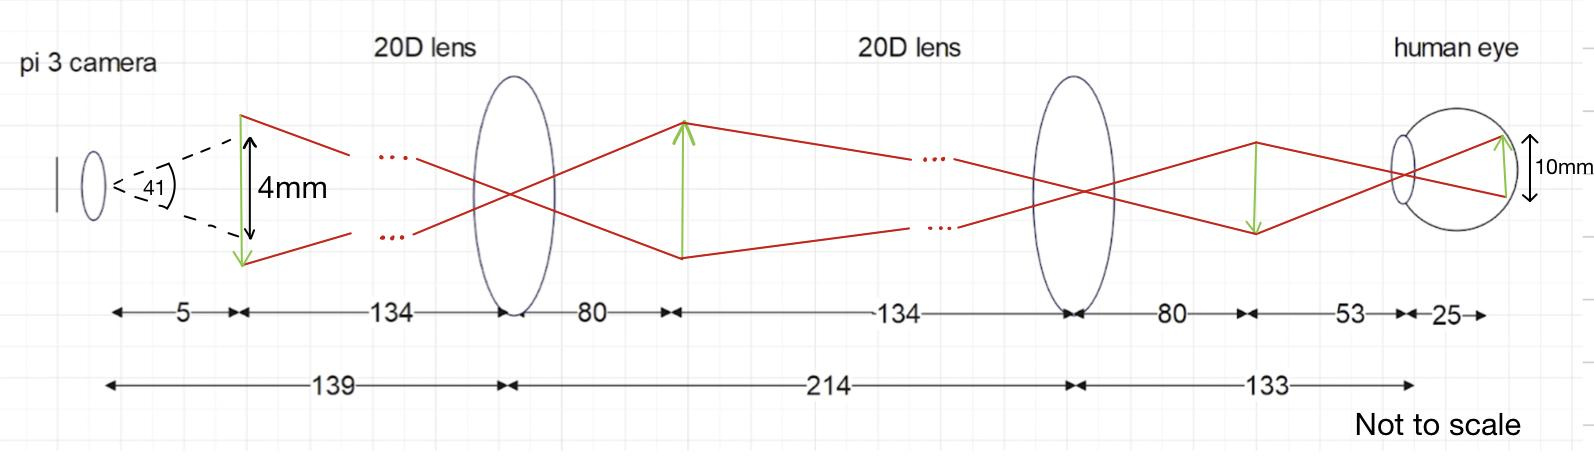 20D lens
20D lens
human eye
pi 3 camera
41
4mm
10mm
5
134
80
134
80
53
25
139
214
133
Not to scale